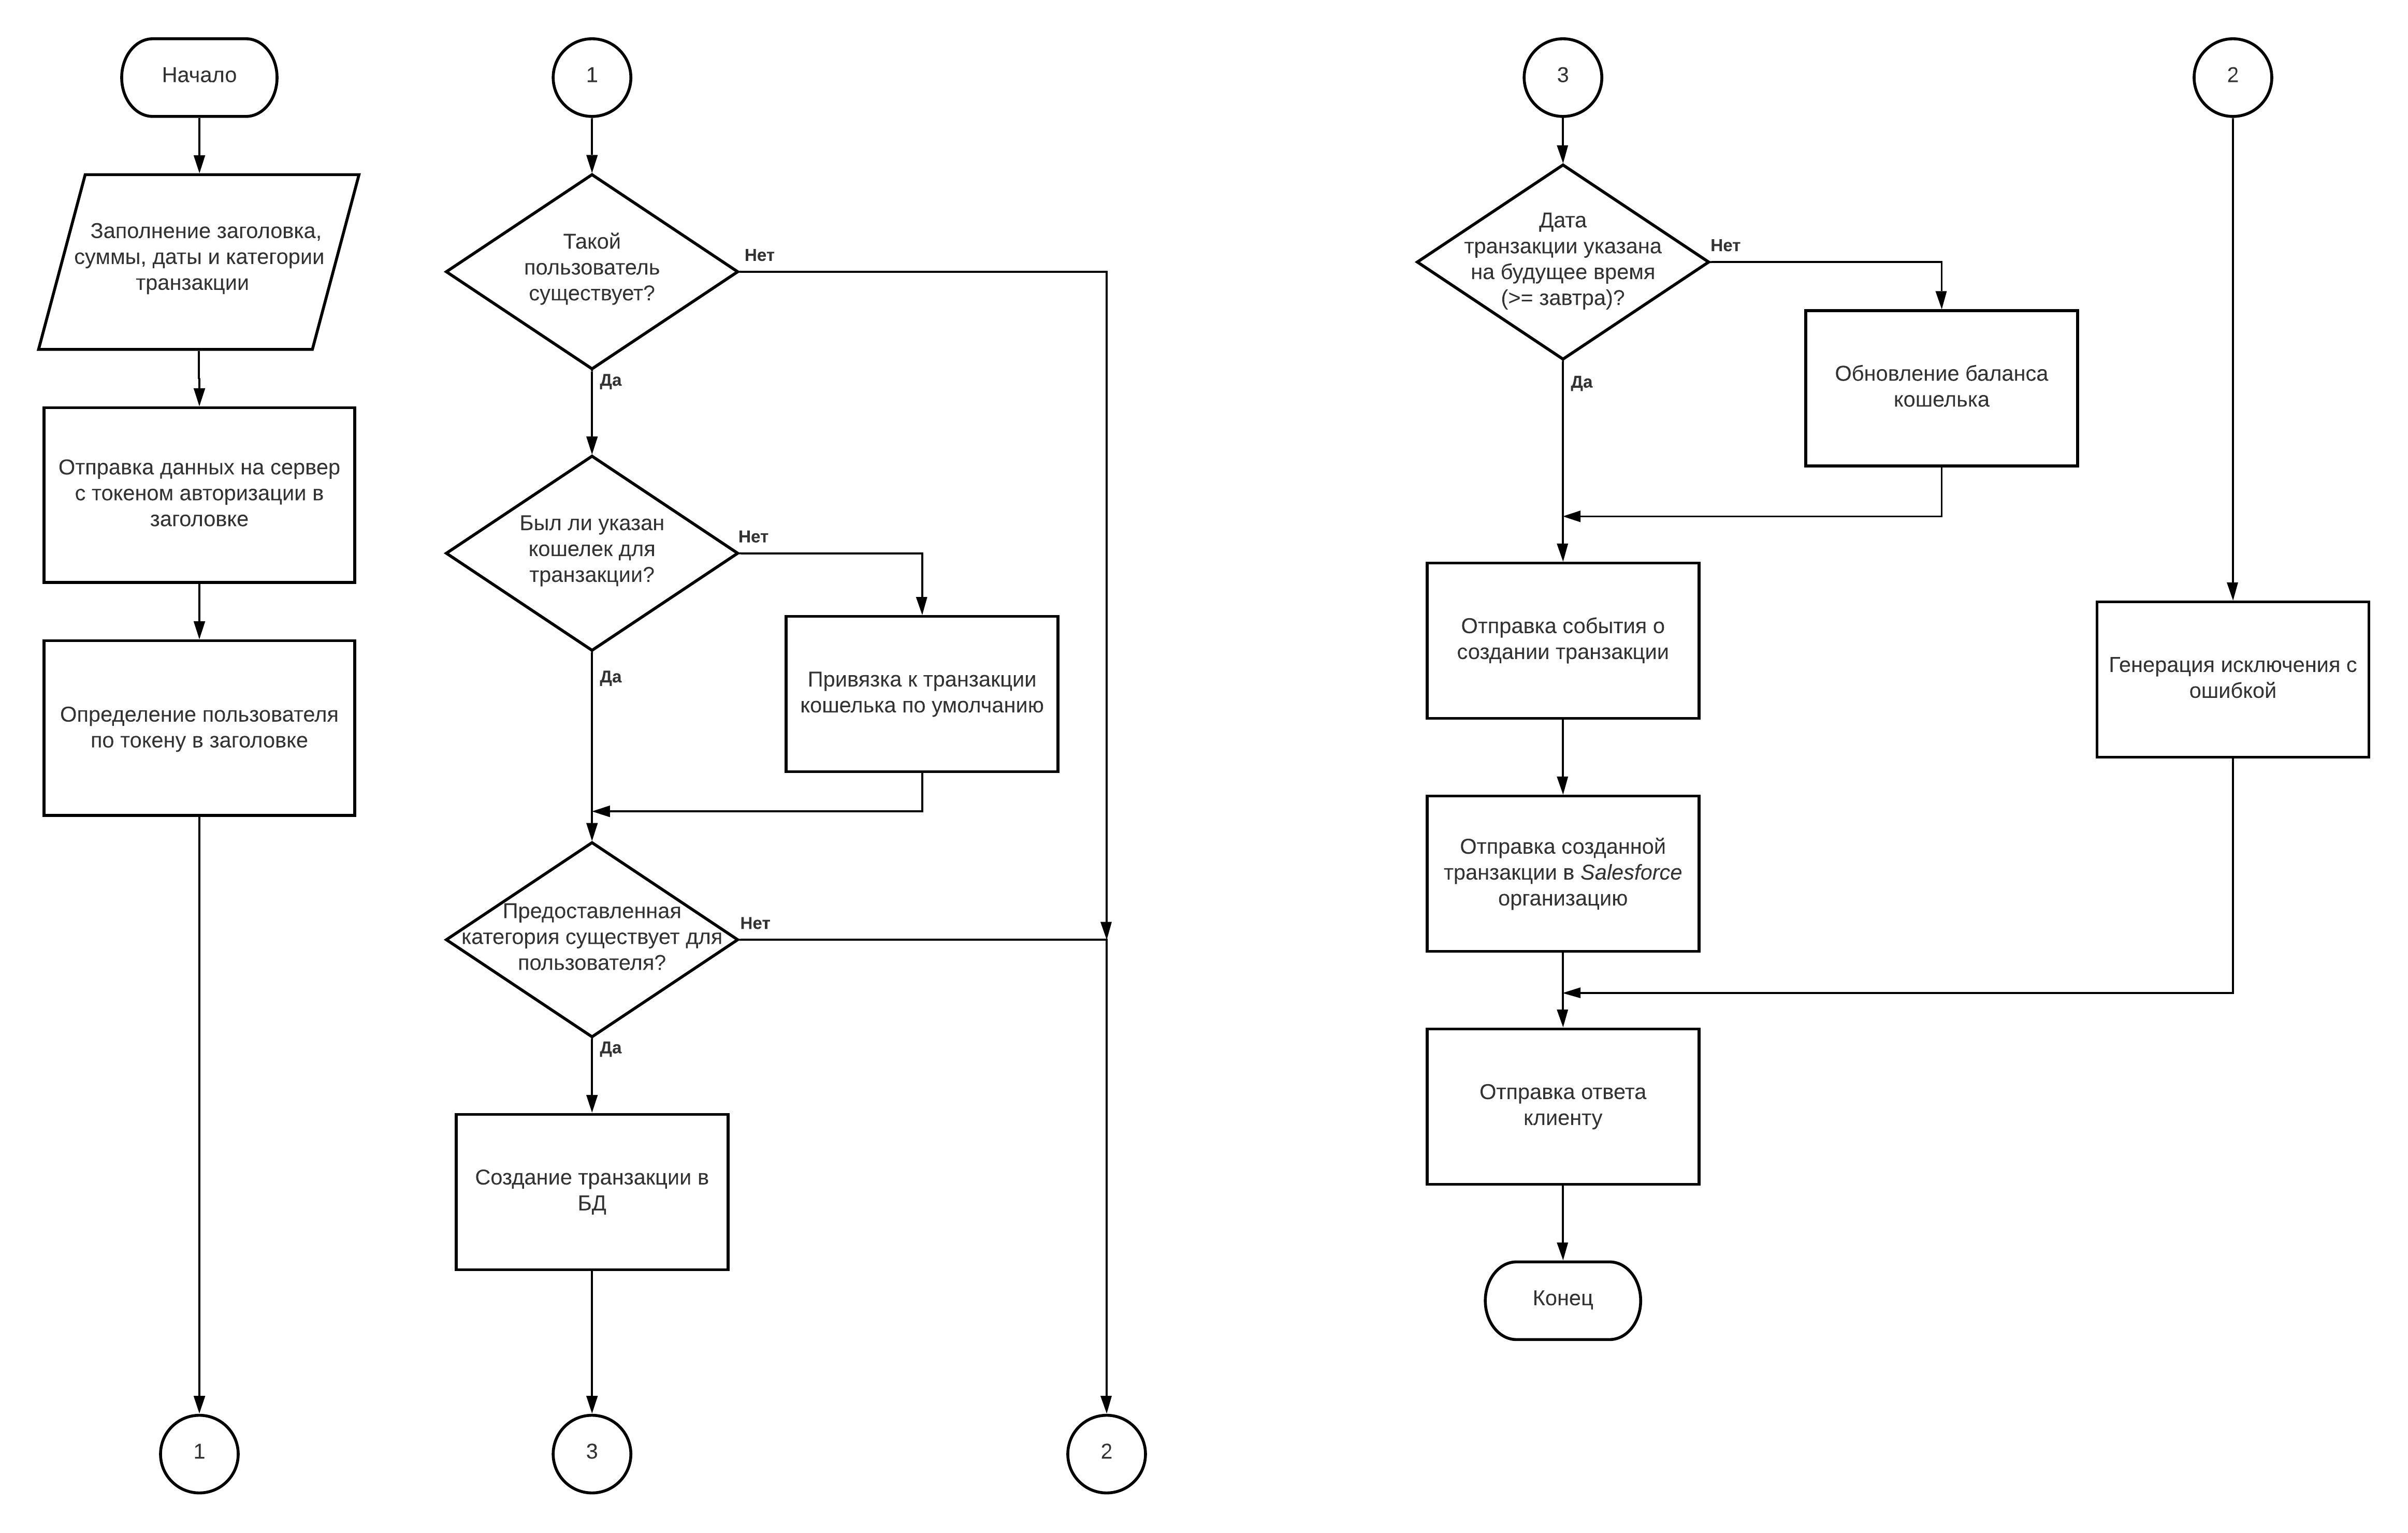 Начало
Заполнение заголовка,
суммы, даты и категории
транзакции
Отправка данных на сервер
с токеном авторизации в
заголовке
Определение пользователя
по токену в заголовке
1
1
Такой
пользователь
существует?
Нет
Да
Был ли указан
кошелек для
транзакции?
Нет
Да
Привязка к транзакции
кошелька по умолчанию
Предоставленная
категория существует для
пользователя?
Нет
Да
Создание транзакции в
БД
3
2
3
Дата
транзакции указана
на будущее время
(>= завтра)?
Нет
Да
Обновление баланса
кошелька
Отправка события о
создании транзакции
Отправка созданной
транзакции в Salesforce
организацию
Отправка ответа
клиенту
Конец
2
Генерация исключения с
ошибкой